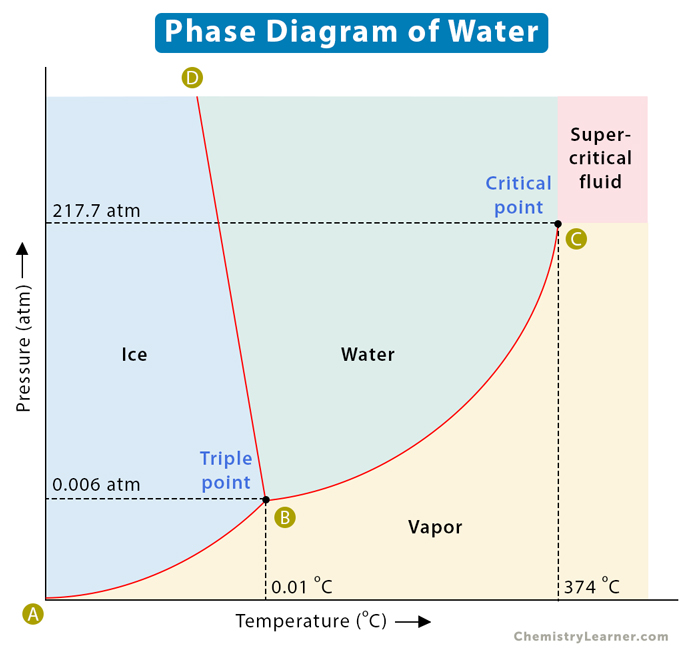 Phase Diagram of Water
D
Super-
critical
fluid
Critical
point
217.7 atm
C
Pressure (atm)
Ice
Water
Triple
point
0.006 atm
B
Vapor
0.01 °C
374 °C
A
Temperature (°C)
ChemistryLearner.com